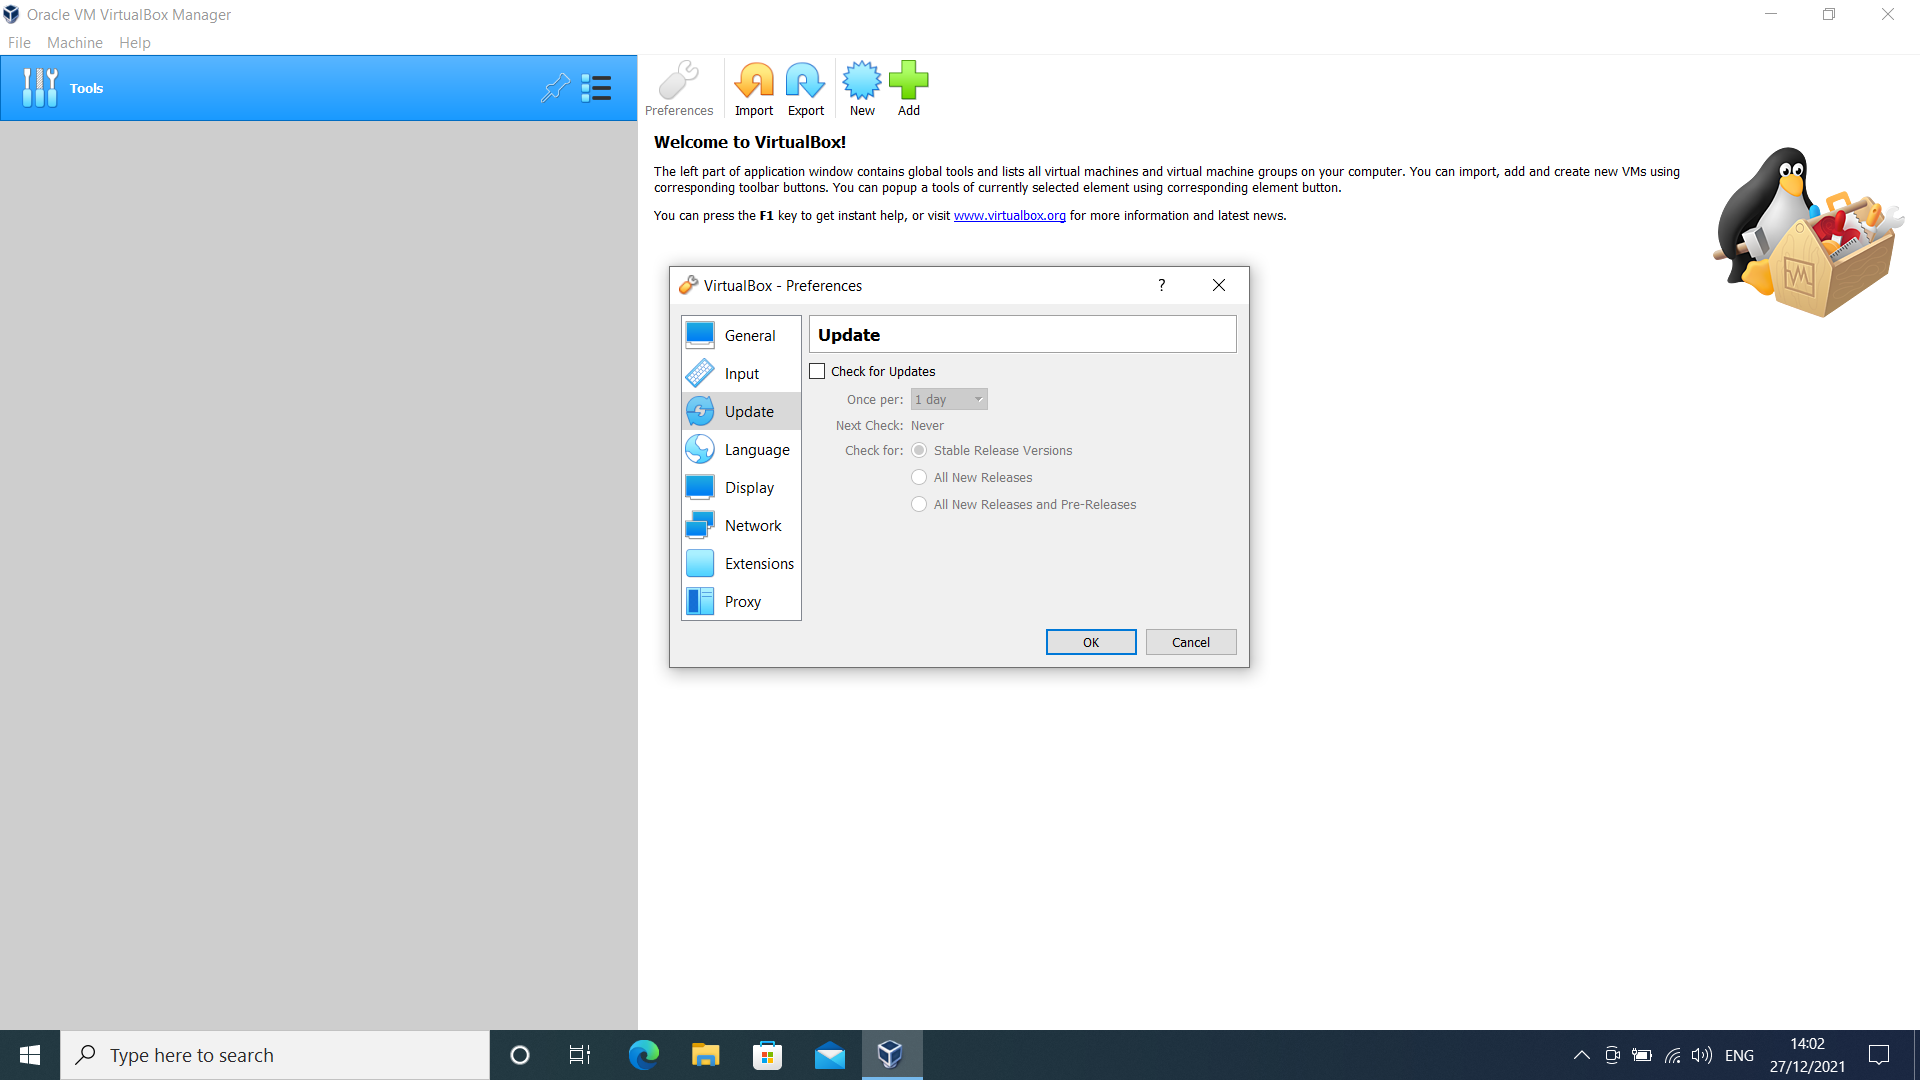 Oracle VM VirtualBox Manager
File Machine Help
Tools
Preferences Import Export New Add
Welcome to VirtualBox!
The left part of application window contains global tools and lists all virtual machines and virtual machine groups on your computer. You can import, add and create new VMs using
corresponding toolbar buttons. You can popup a tools of currently selected element using corresponding element button.
You can press the F1 key to get instant help, or visit www.virtualbox.org for more information and latest news.
VirtualBox - Preferences ?
General
Input
Update
Language
Display
Network
Extensions
Proxy
Update
Check for Updates
Once per: 1 day
Next Check: Never
Check for: Stable Release Versions
All New Releases
All New Releases and Pre-Releases
OK Cancel
Type here to search
ENG
14:02
27/12/2021